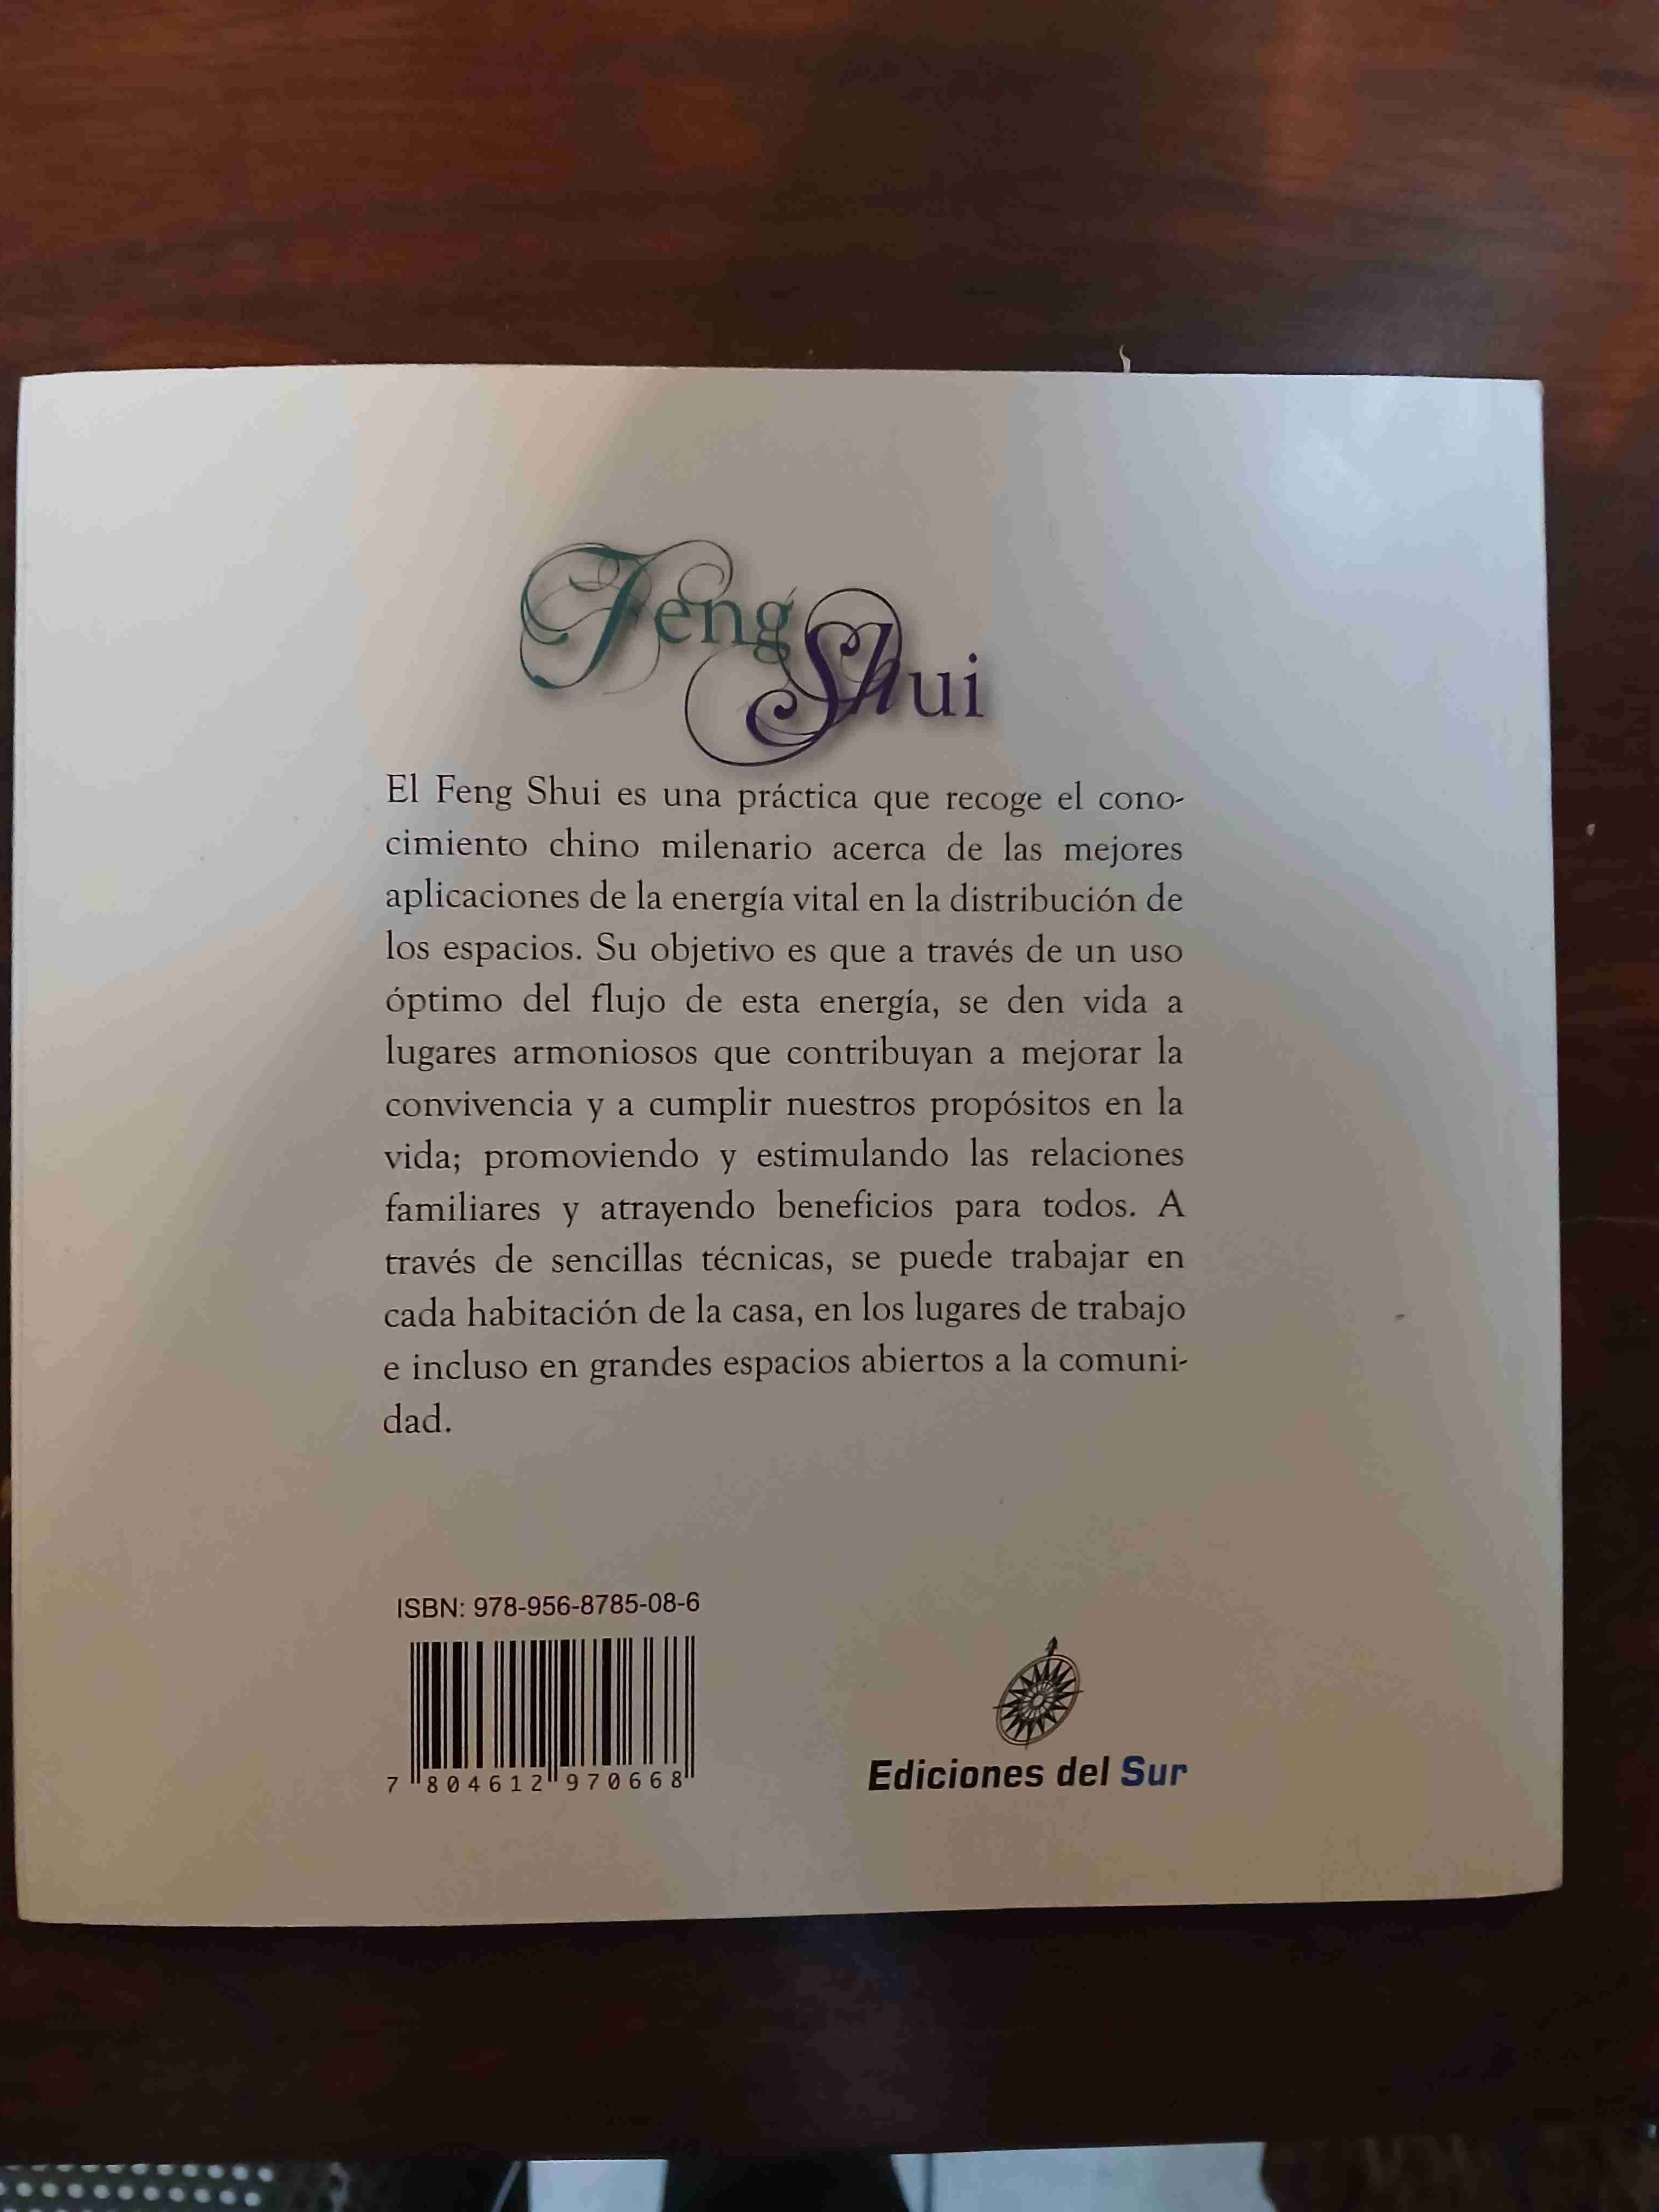 Feng Shui
El Feng Shui es una práctica que recoge el cono-
cimiento chino milenario acerca de las mejores
aplicaciones de la energía vital en la distribución de
los espacios. Su objetivo es que a través de un uso
óptimo del flujo de esta energía, se den vida a
lugares armoniosos que contribuyan a mejorar la
convivencia y a cumplir nuestros propósitos en la
vida; promoviendo y estimulando las relaciones
familiares y atrayendo beneficios para todos. A
través de sencillas técnicas, se puede trabajar en
cada habitación de la casa, en los lugares de trabajo
e incluso en grandes espacios abiertos a la comuni-
dad.
ISBN: 978-956-8785-08-6
7 804612 970668
Ediciones del Sur